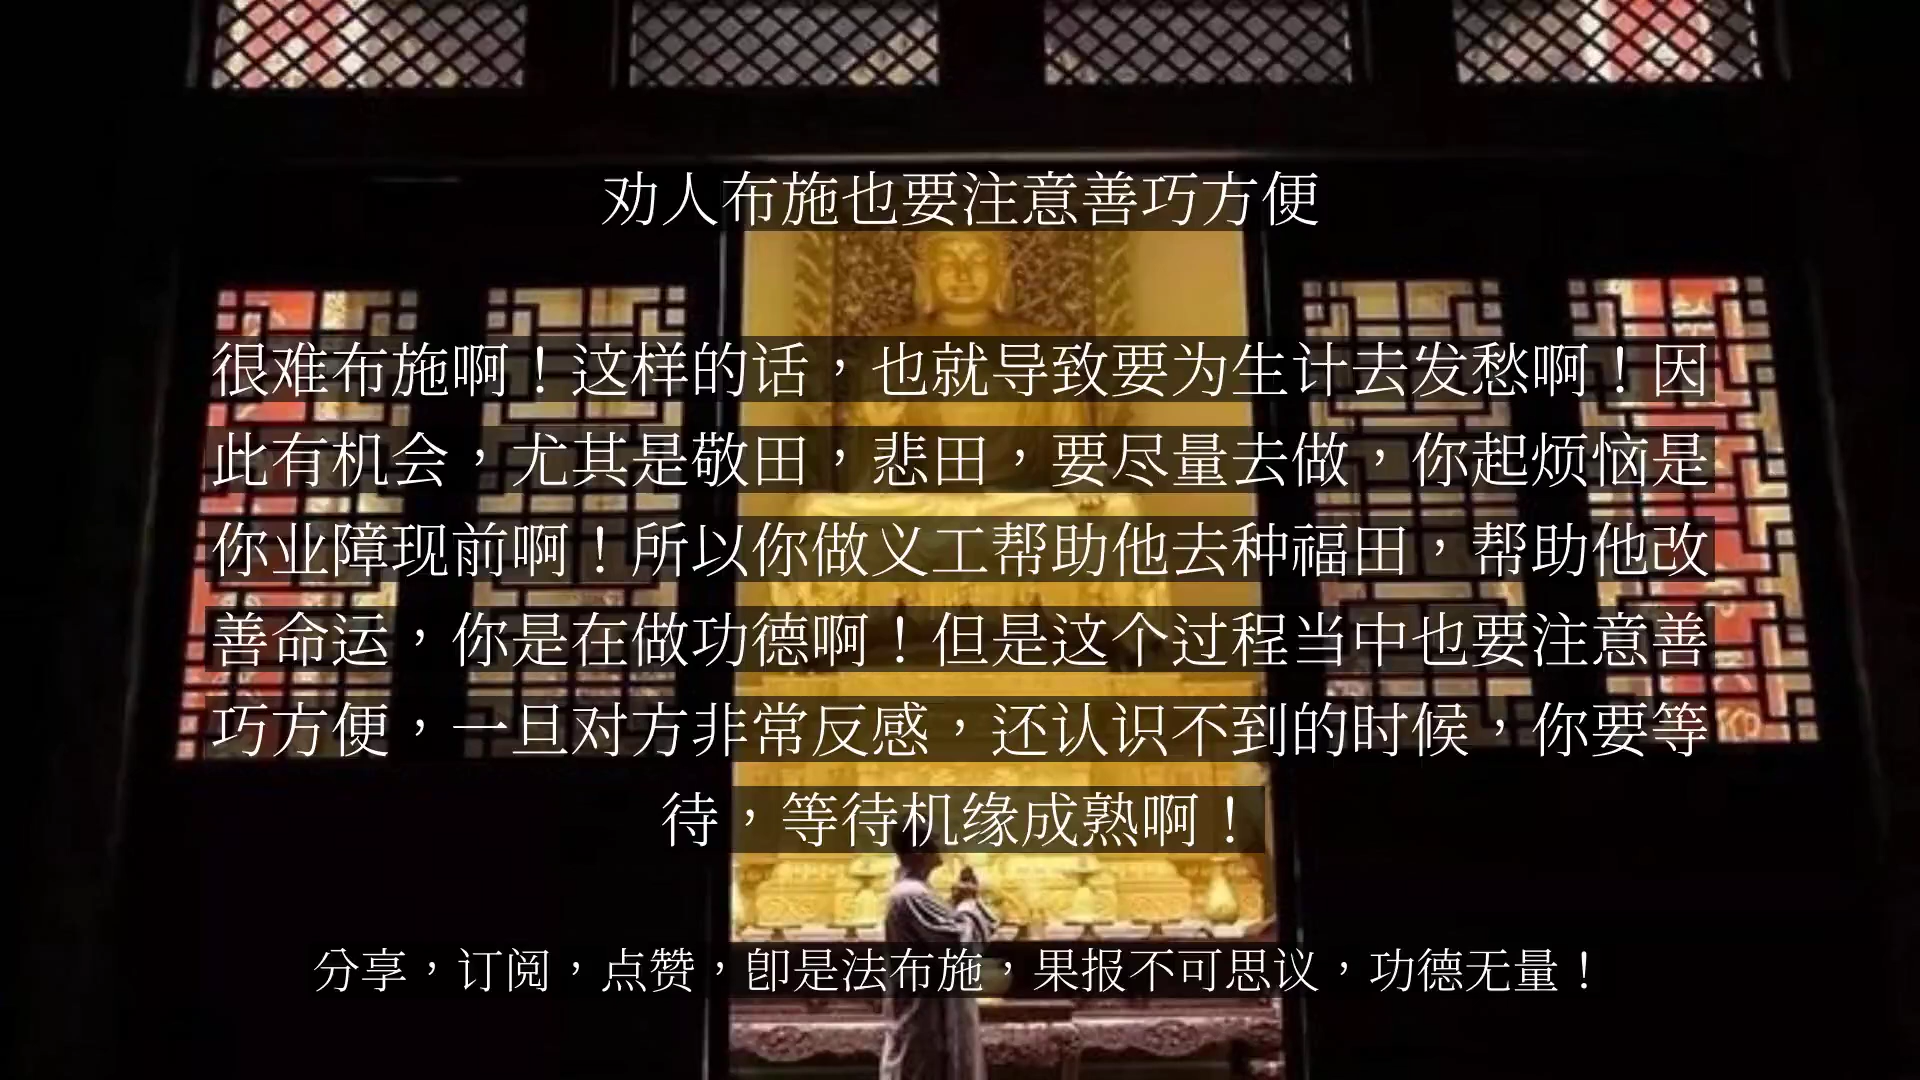 劝人布施也要注意善巧方便
很难布施啊！这样的话，也就导致要为生计去发愁啊！因
此有机会，尤其是敬田，悲田，要尽量去做，你起烦恼是
你业障现前啊！所以你做义工帮助他去种福田，帮助他改
善命运，你是在做功德啊！但是这个过程当中也要注意善
巧方便，一旦对方非常反感，还认识不到的时候，你要等
待，等待机缘成熟啊！
分享，订阅，点赞，卽是法布施，果报不可思议，功德无量！